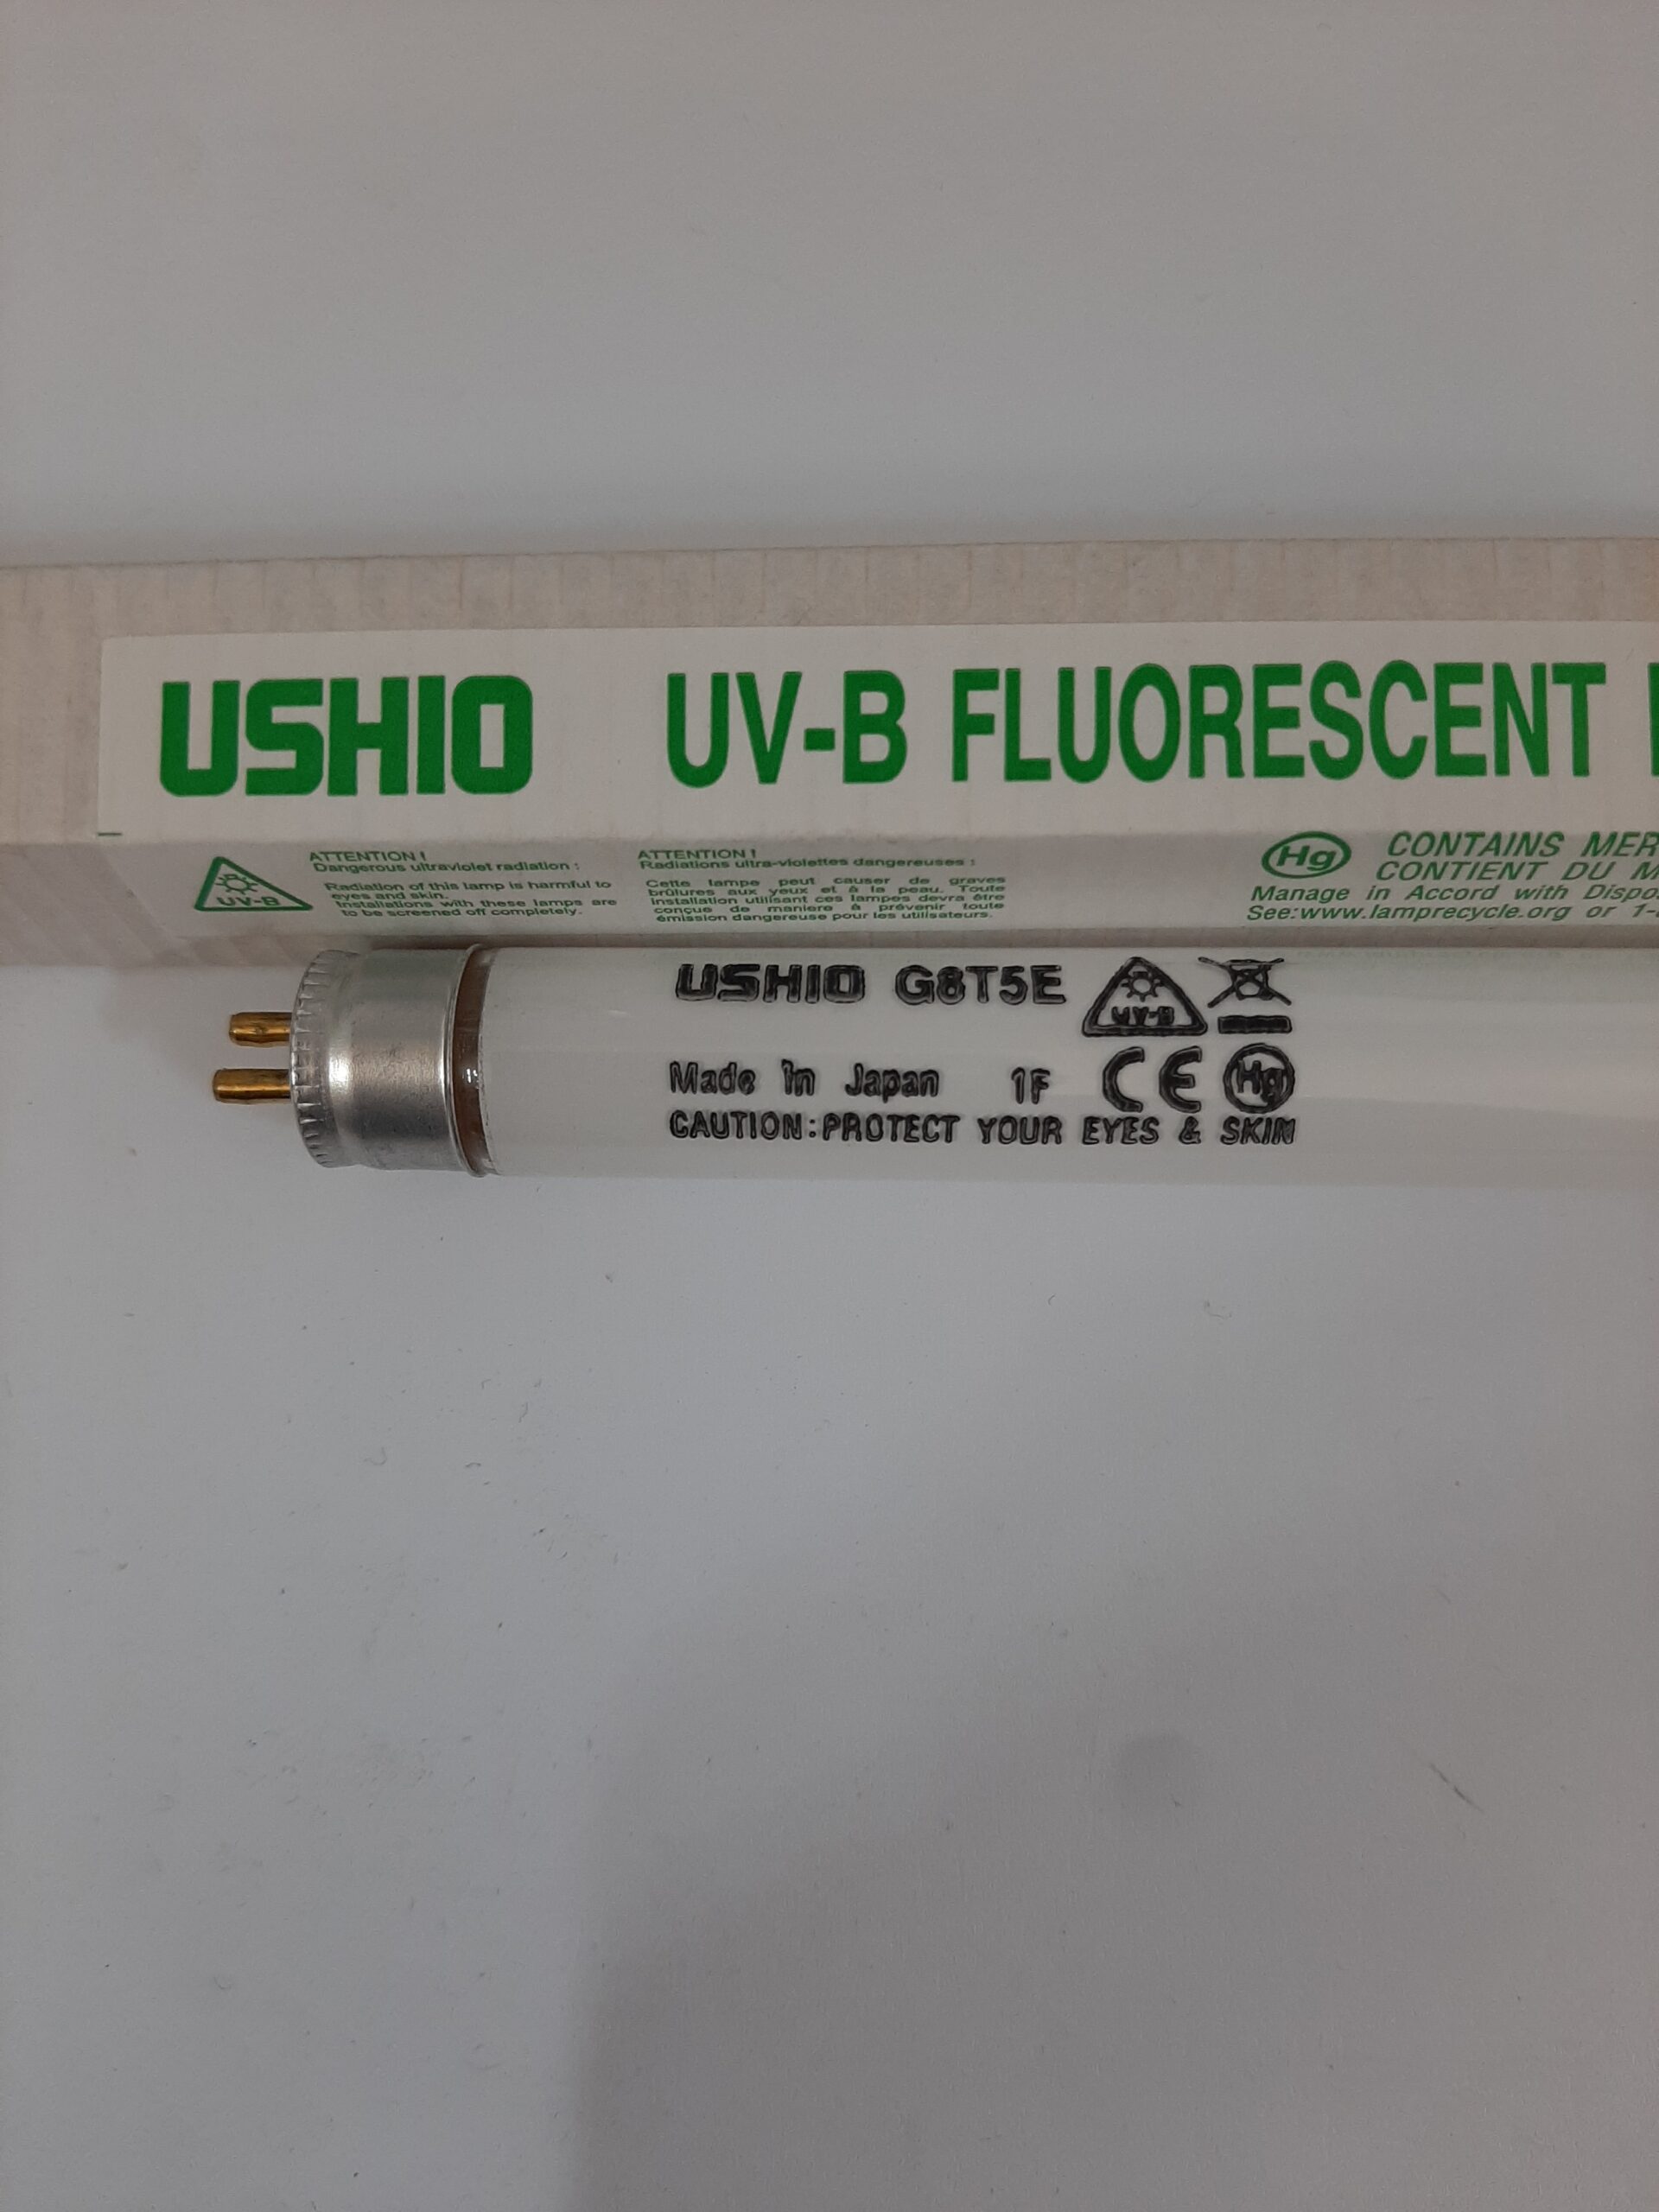 USHIO UV-B FLUORESCENT
UV-B
ATTENTION !
Dangerous ultraviolet radiation :
Radiation of this lamp is harmful to
eyes and skin.
Installations with these lamps are
to be screened off completely.
ATTENTION !
Radiations ultra-violettes dangereuses :
Cette lampe peut causer de graves
brûlures aux yeux et à la peau. Toute
installation utilisant ces lampes devra être
conçue de maniere à prévenir toute
émission dangereuse pour les utilisateurs.
Hg
CONTAINS MER
CONTIENT DU M
Manage in Accord with Dispo
See:www.lamprecycle.org or 1-
USHIO G8T5E UV-B
Made in Japan 1F CE Hg
CAUTION:PROTECT YOUR EYES & SKIN